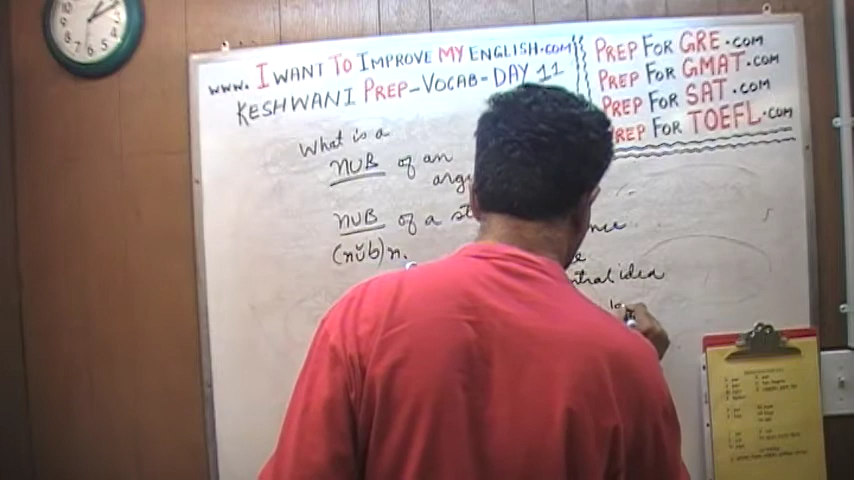 www. I WANT TO IMPROVE MY ENGLISH.COM
KESHWANI PREP-VOCAB-DAY 11
PREP FOR GRE.COM
PREP FOR GMAT.COM
PREP FOR SAT.COM
PREP FOR TOEFL.COM
What is a
NUB of an
argu
NUB of a st
nce
(nŭb)n.
e
ntral idea